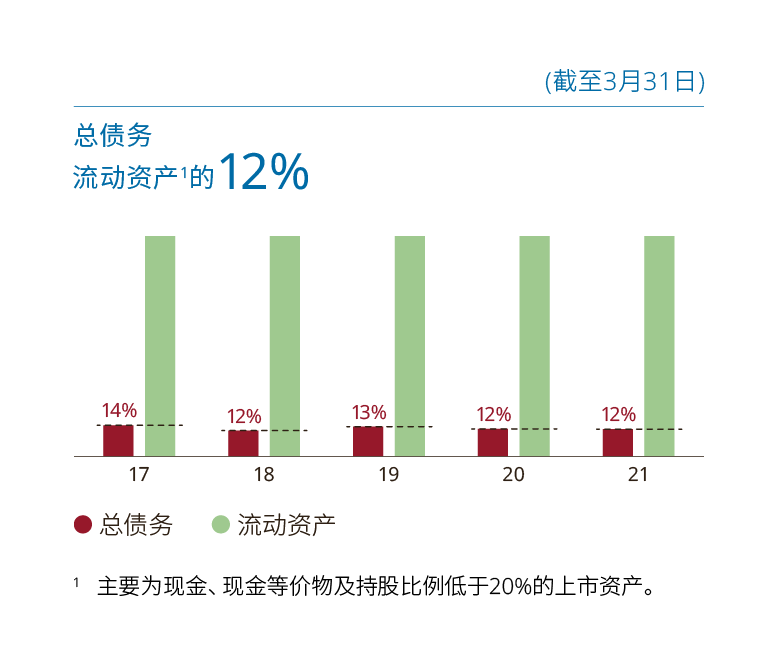 (截至3月31日)
总债务
流动资产¹的12%
14% 12% 13% 12% 12%
17 18 19 20 21
总债务 流动资产
¹ 主要为现金、现金等价物及持股比例低于20%的上市资产。